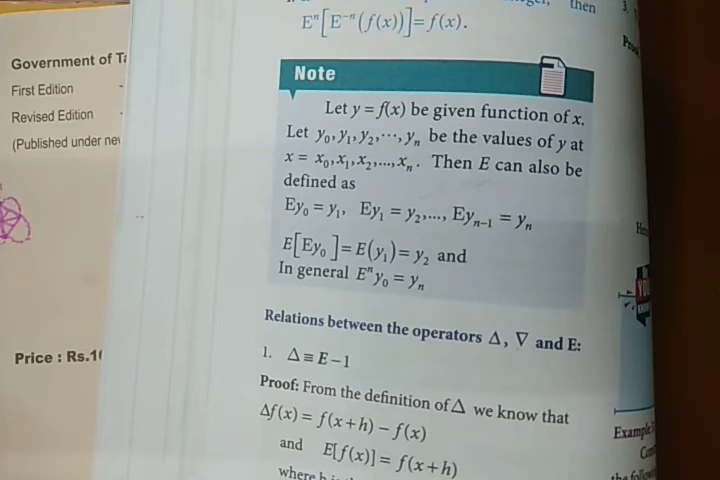 Government of
First Edition
Revised Edition
(Published under
Price : Rs.
then
Eⁿ[E⁻ⁿ(f(x))]=f(x).
Note
Let y = f(x) be given function of x.
Let y₀,y₁,y₂,···,yₙ be the values of y at
x = x₀,x₁,x₂,...,xₙ. Then E can also be
defined as
Ey₀ = y₁, Ey₁ = y₂,..., Eyₙ₋₁ = yₙ
E[Ey₀]=E(y₁)=y₂ and
In general Eⁿy₀ = yₙ
Relations between the operators Δ, ∇ and E:
1. Δ≡E−1
Proof: From the definition of Δ we know that
Δf(x) = f(x+h) − f(x)
and E[f(x)] = f(x+h)
where
3.
Example
the